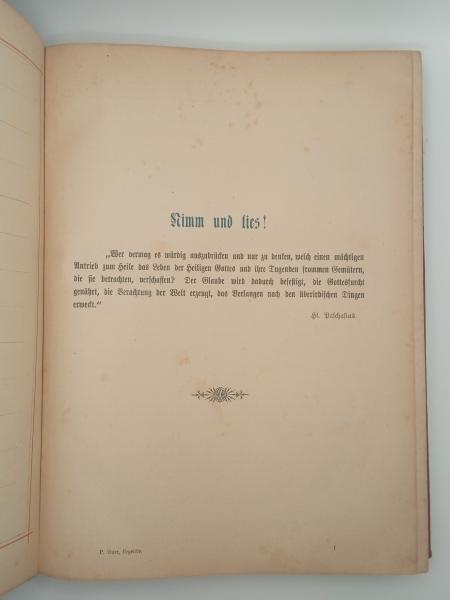 Nimm und lies!
„Wer vermag es würdig auszudrücken und nur zu denken, welch einen mächtigen
Antrieb zum Heile das Leben der Heiligen Gottes und ihre Tugenden frommen Gemütern,
die sie betrachten, verschaffen? Der Glaube wird dadurch befestigt, die Gottesfurcht
genährt, die Verachtung der Welt erzeugt, das Verlangen nach den überirdischen Dingen
erweckt.“
Hl. Paschasius.
P. Legende. 1